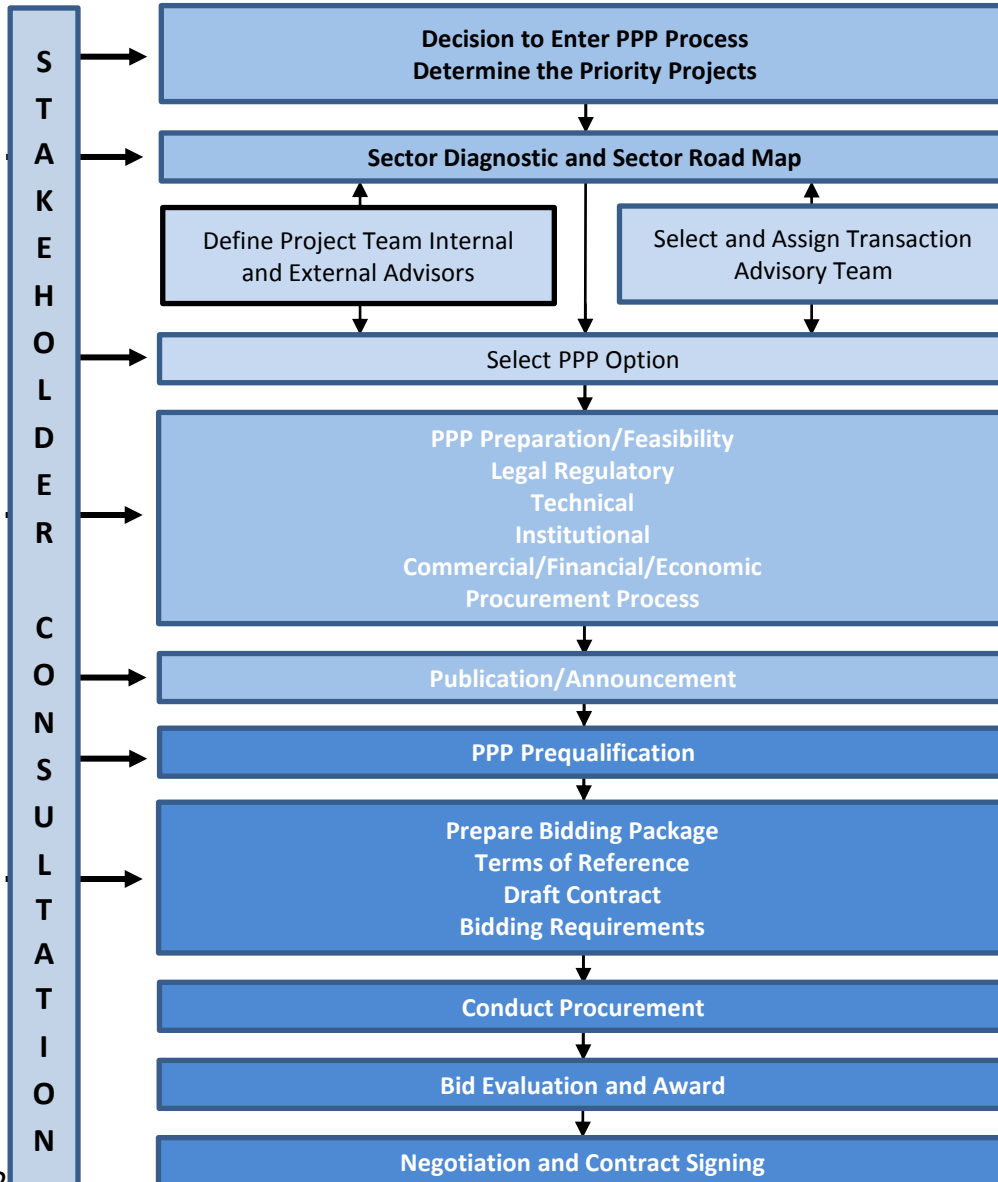 STAKEHOLDER CONSULTATION
Decision to Enter PPP Process
Determine the Priority Projects
Sector Diagnostic and Sector Road Map
Define Project Team Internal
and External Advisors
Select and Assign Transaction
Advisory Team
Select PPP Option
PPP Preparation/Feasibility
Legal Regulatory
Technical
Institutional
Commercial/Financial/Economic
Procurement Process
Publication/Announcement
PPP Prequalification
Prepare Bidding Package
Terms of Reference
Draft Contract
Bidding Requirements
Conduct Procurement
Bid Evaluation and Award
Negotiation and Contract Signing